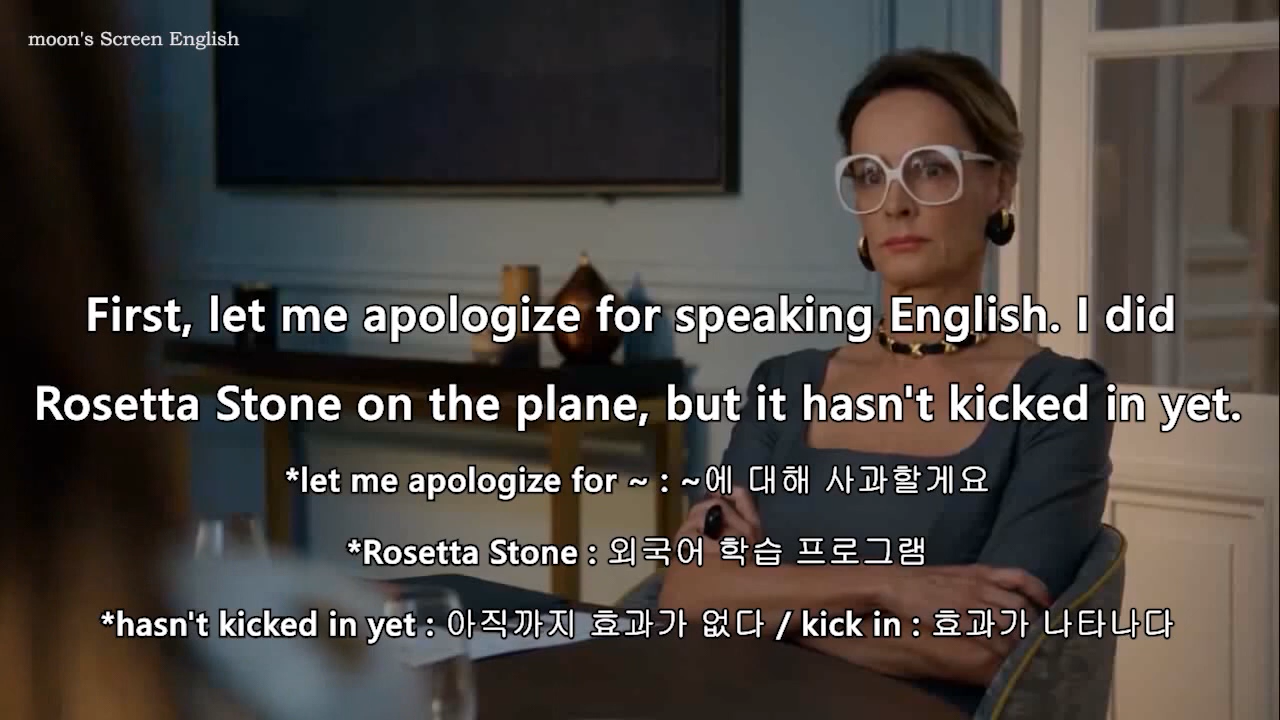 moon's Screen English
First, let me apologize for speaking English. I did
Rosetta Stone on the plane, but it hasn't kicked in yet.
*let me apologize for ~ : ~에 대해 사과할게요
*Rosetta Stone : 외국어 학습 프로그램
*hasn't kicked in yet : 아직까지 효과가 없다 / kick in : 효과가 나타나다